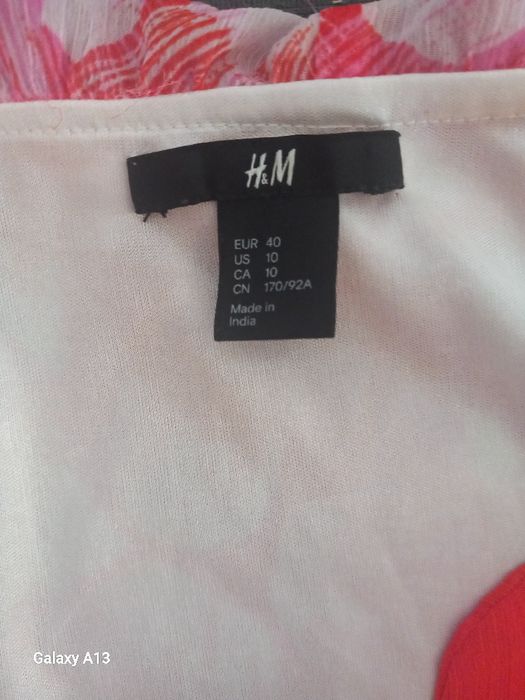 H&M
EUR 40
US 10
CA 10
CN 170/92A
Made in
India
Galaxy A13